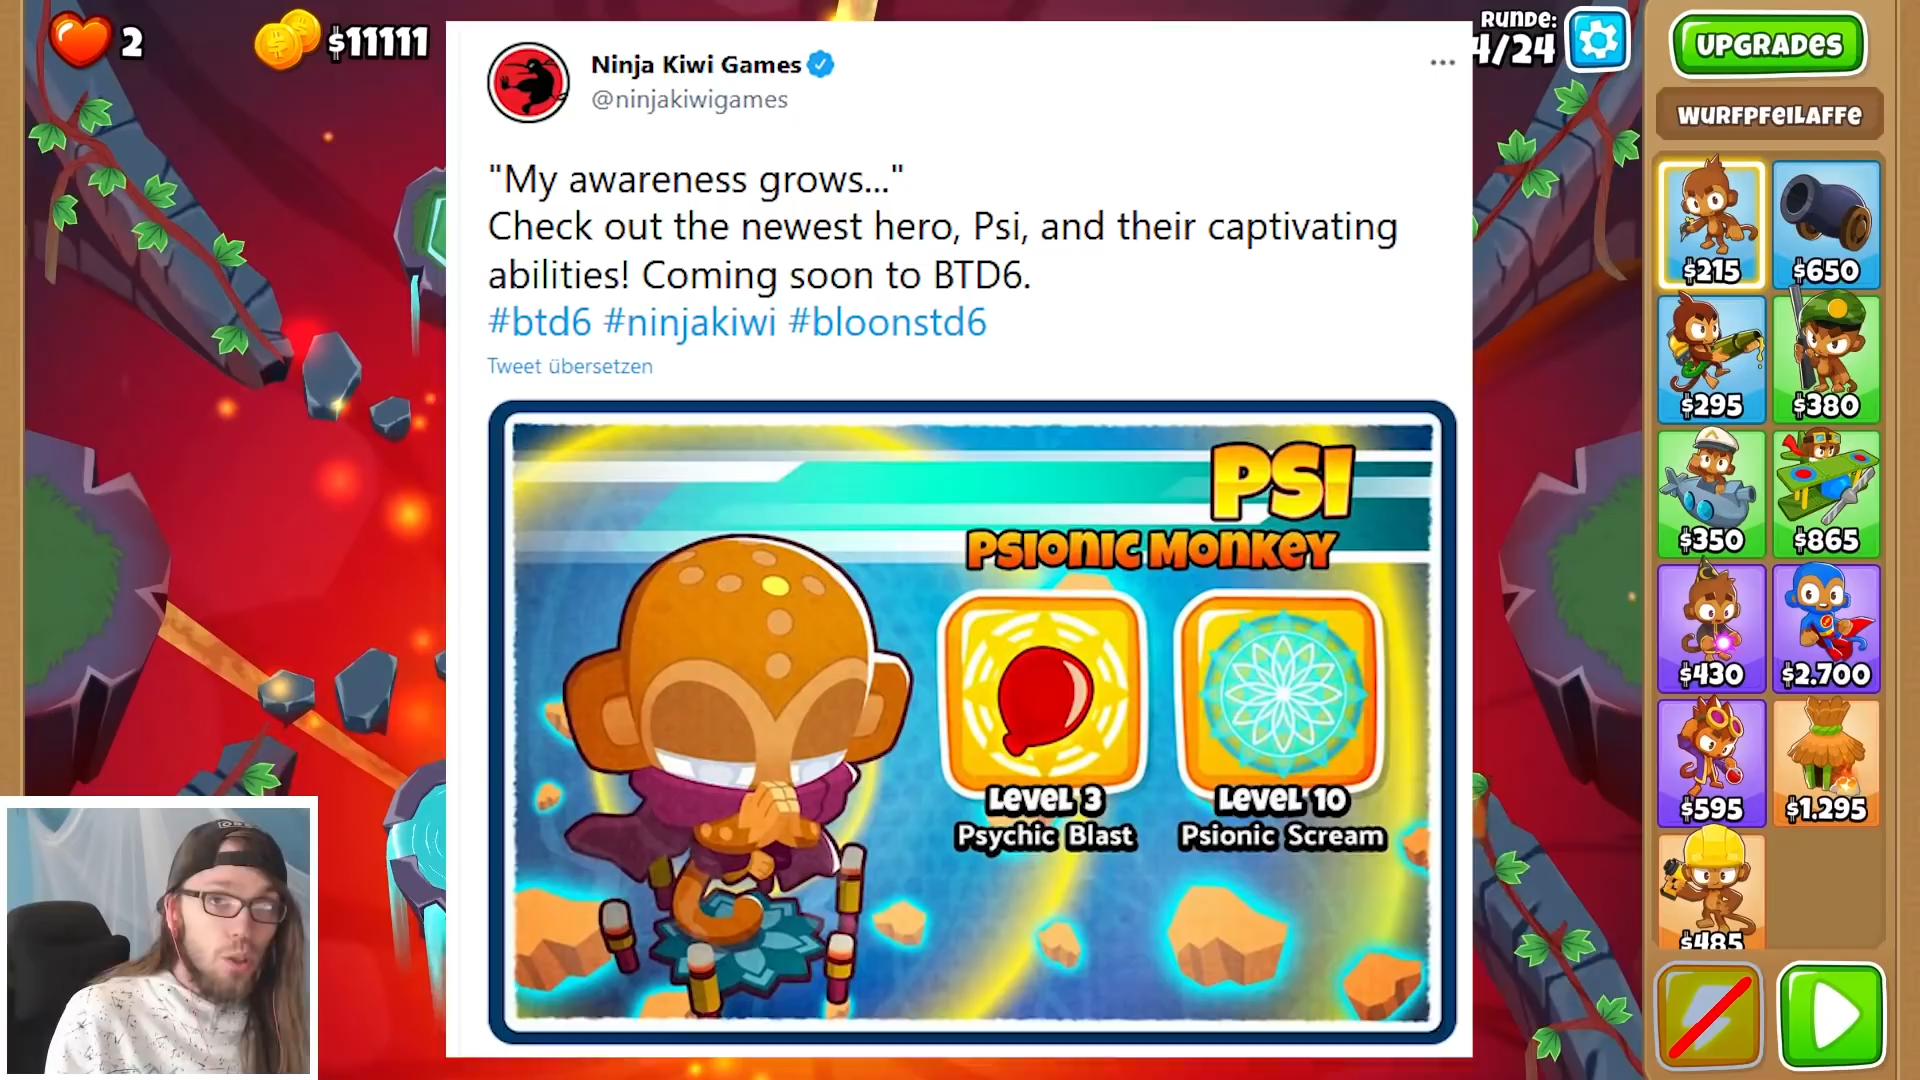 2
$11111
Ninja Kiwi Games
@ninjakiwigames
"My awareness grows..."
Check out the newest hero, Psi, and their captivating
abilities! Coming soon to BTD6.
#btd6 #ninjakiwi #bloonstd6
Tweet übersetzen
PSI
PSIONIC MONKEY
LEVEL 3
Psychic Blast
LEVEL 10
Psionic Scream
RUNDE:
4/24
UPGRADES
WURFPFEILAFFE
$215
$650
$295
$380
$350
$865
$430
$2.700
$595
$1.295
$485